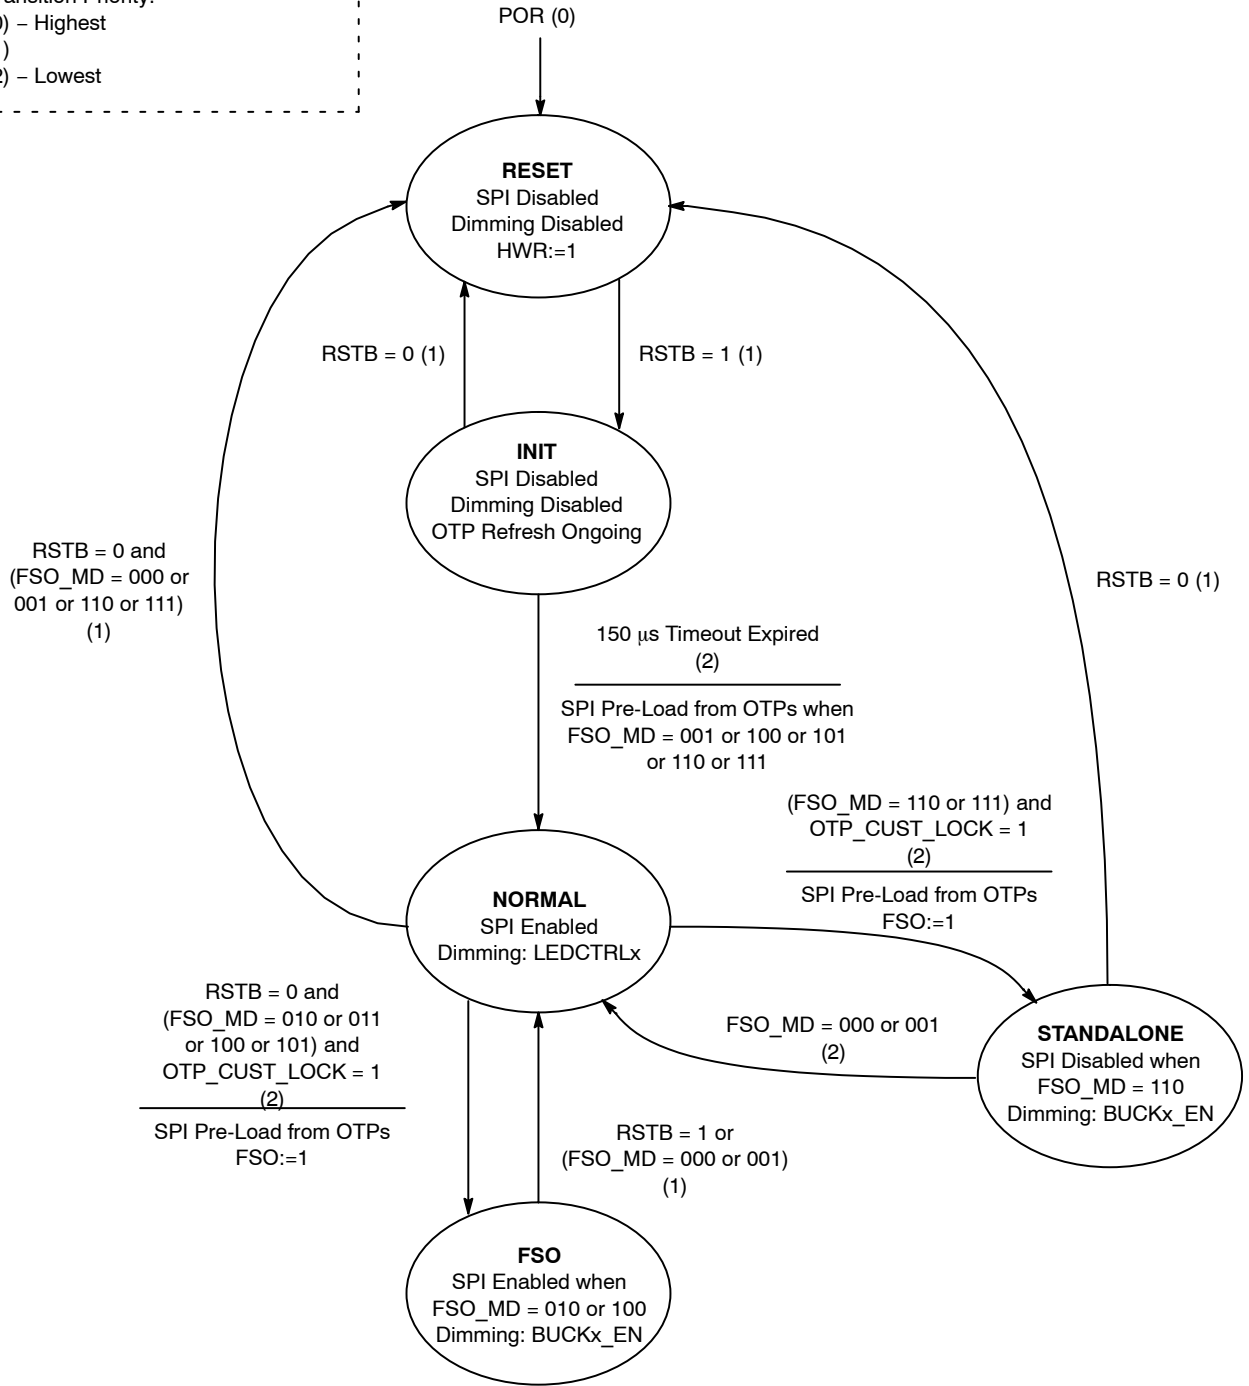 POR (0)
– Highest
– Lowest
RESET
SPI Disabled
Dimming Disabled
HWR:=1
RSTB = 0 (1)
RSTB = 1 (1)
INIT
SPI Disabled
Dimming Disabled
OTP Refresh Ongoing
RSTB = 0 and
(FSO_MD = 000 or
001 or 110 or 111)
(1)
RSTB = 0 (1)
150 µs Timeout Expired
(2)
SPI Pre-Load from OTPs when
FSO_MD = 001 or 100 or 101
or 110 or 111
(FSO_MD = 110 or 111) and
OTP_CUST_LOCK = 1
(2)
SPI Pre-Load from OTPs
FSO:=1
NORMAL
SPI Enabled
Dimming: LEDCTRLx
RSTB = 0 and
(FSO_MD = 010 or 011
or 100 or 101) and
OTP_CUST_LOCK = 1
(2)
SPI Pre-Load from OTPs
FSO:=1
FSO_MD = 000 or 001
(2)
STANDALONE
SPI Disabled when
FSO_MD = 110
Dimming: BUCKx_EN
RSTB = 1 or
(FSO_MD = 000 or 001)
(1)
FSO
SPI Enabled when
FSO_MD = 010 or 100
Dimming: BUCKx_EN